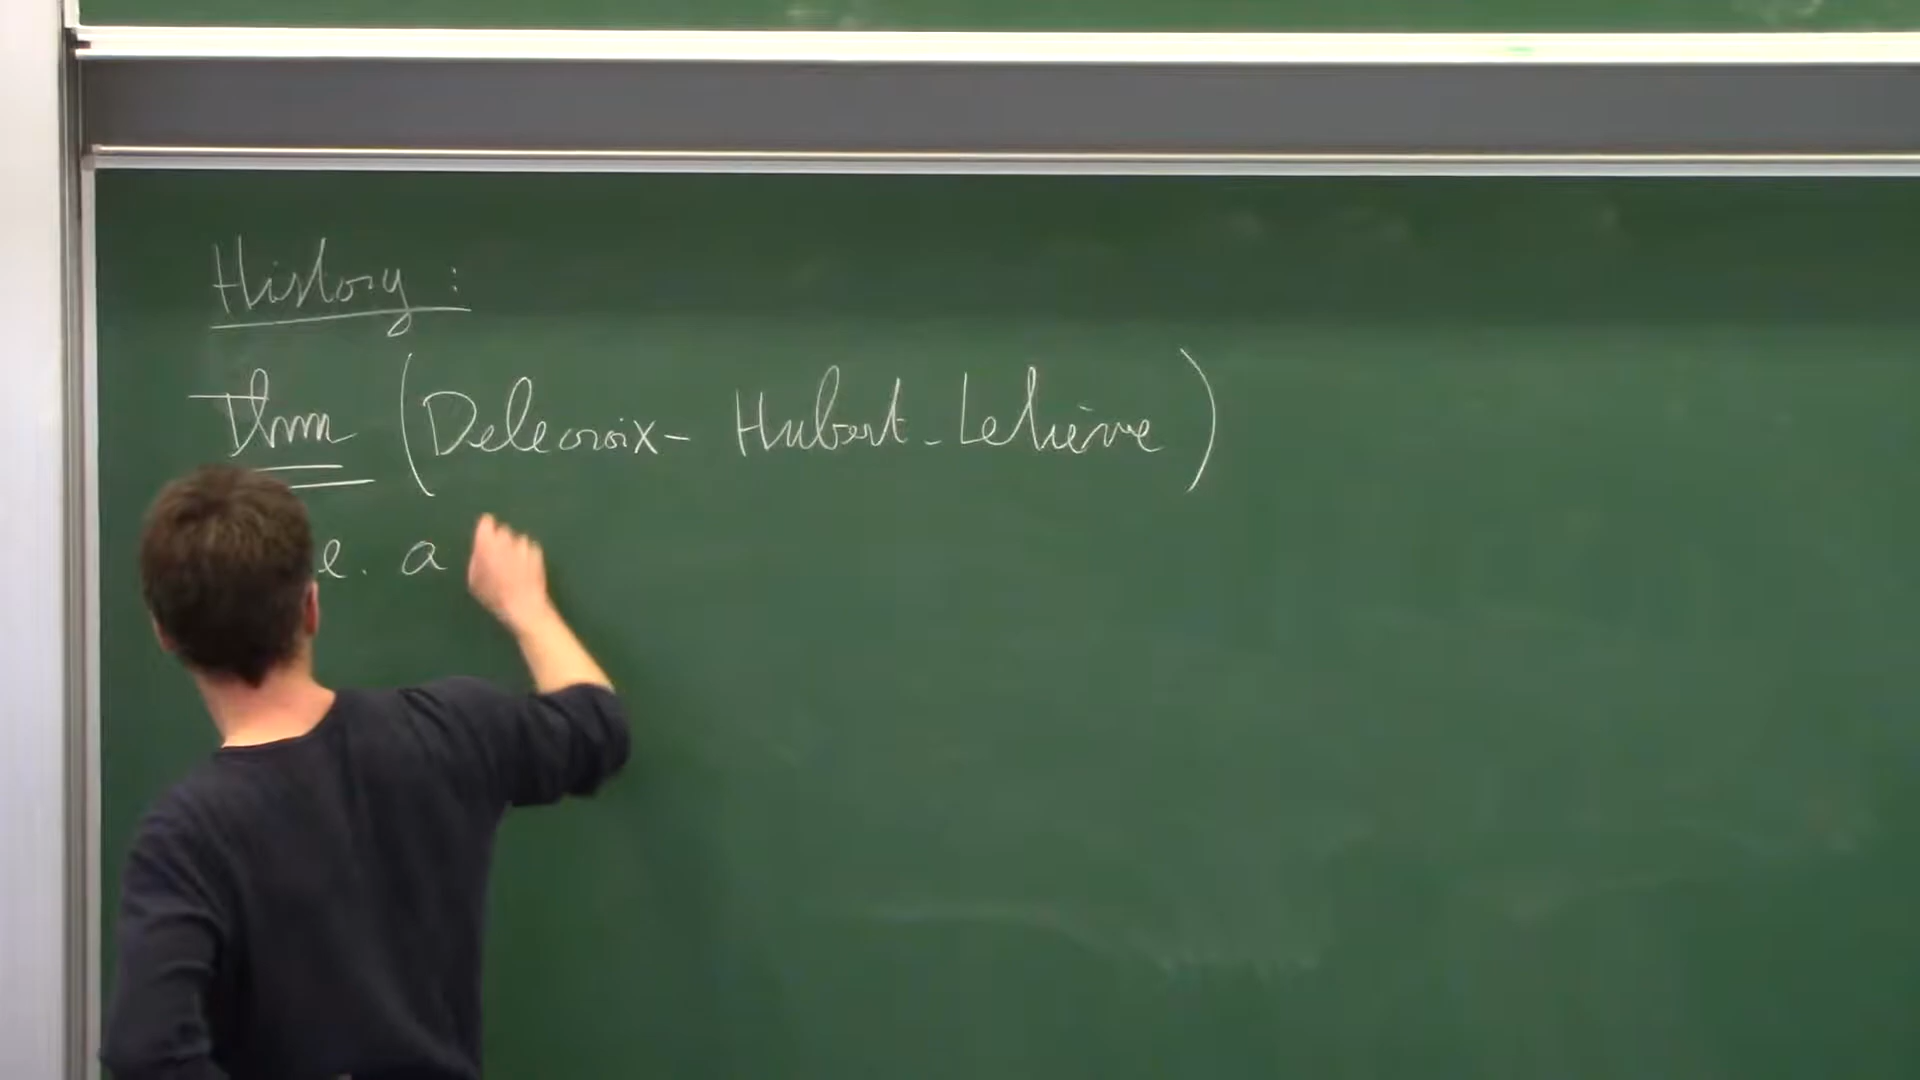 History :
Thm (Delecroix - Hubert - Lelièvre)
e. a